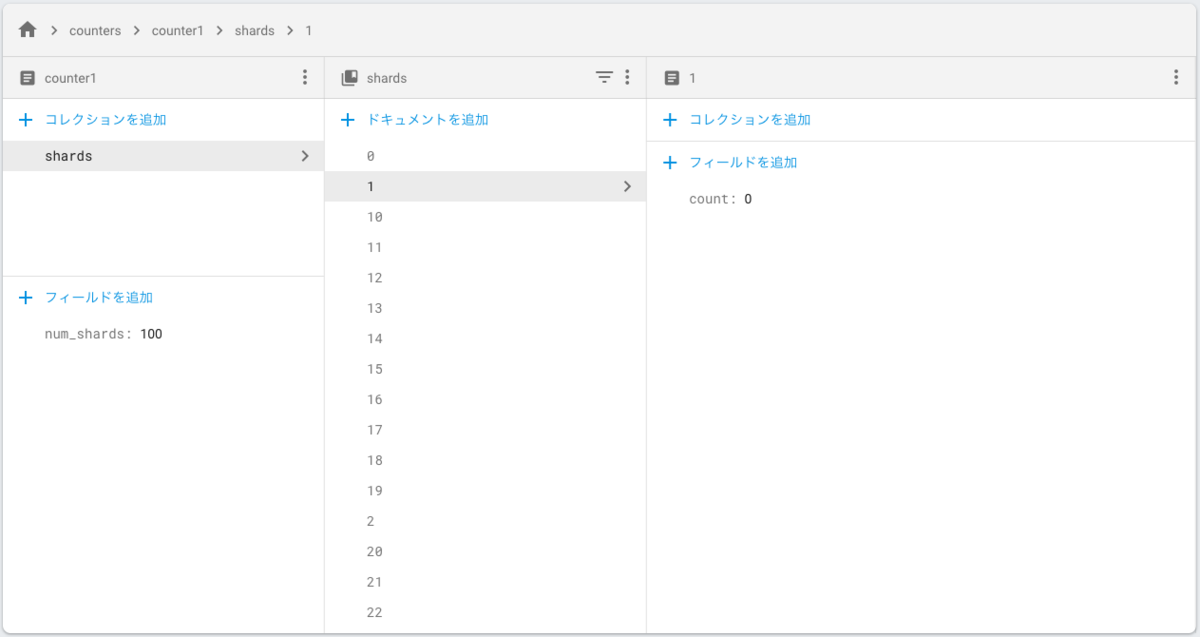 counters counter1 shards 1
counter1
コレクションを追加
shards
フィールドを追加
num_shards: 100
shards
ドキュメントを追加
0
1
10
11
12
13
14
15
16
17
18
19
2
20
21
22
1
コレクションを追加
フィールドを追加
count: 0